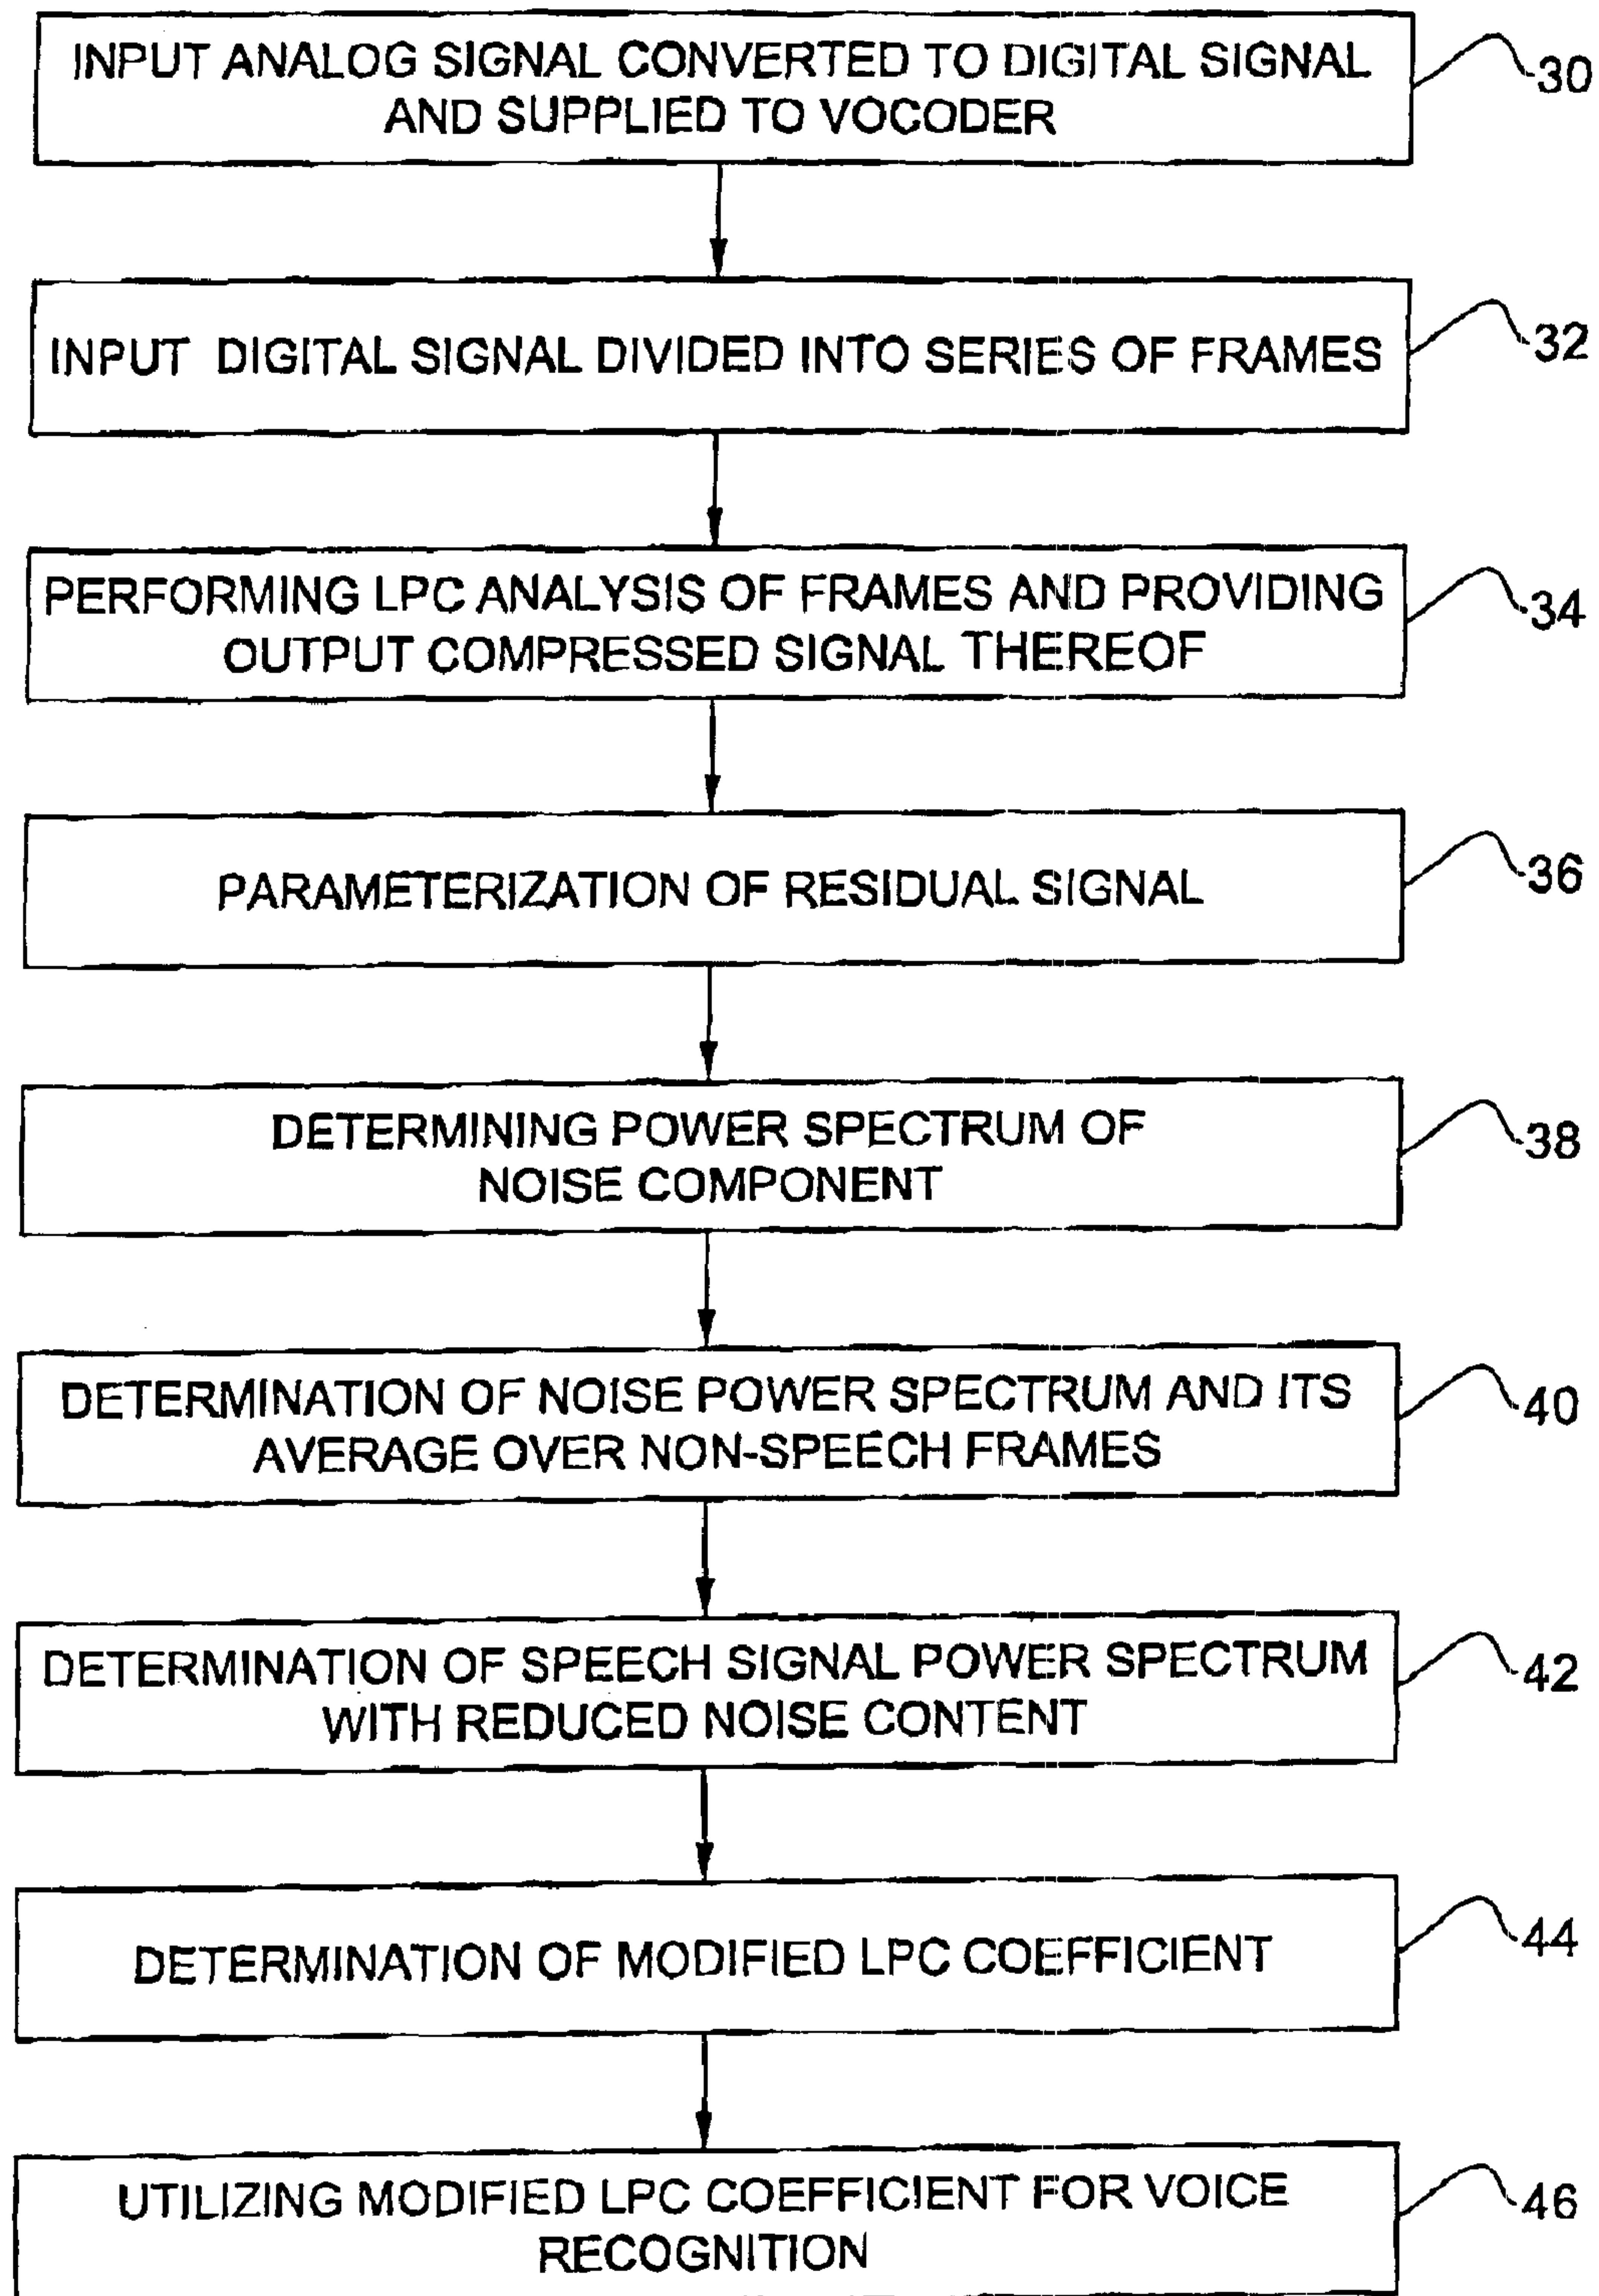 INPUT ANALOG SIGNAL CONVERTED TO DIGITAL SIGNAL
AND SUPPLIED TO VOCODER
30
INPUT DIGITAL SIGNAL DIVIDED INTO SERIES OF FRAMES
32
PERFORMING LPC ANALYSIS OF FRAMES AND PROVIDING
OUTPUT COMPRESSED SIGNAL THEREOF
34
PARAMETERIZATION OF RESIDUAL SIGNAL
36
DETERMINING POWER SPECTRUM OF
NOISE COMPONENT
38
DETERMINATION OF NOISE POWER SPECTRUM AND ITS
AVERAGE OVER NON-SPEECH FRAMES
40
DETERMINATION OF SPEECH SIGNAL POWER SPECTRUM
WITH REDUCED NOISE CONTENT
42
DETERMINATION OF MODIFIED LPC COEFFICIENT
44
UTILIZING MODIFIED LPC COEFFICIENT FOR VOICE
RECOGNITION
46